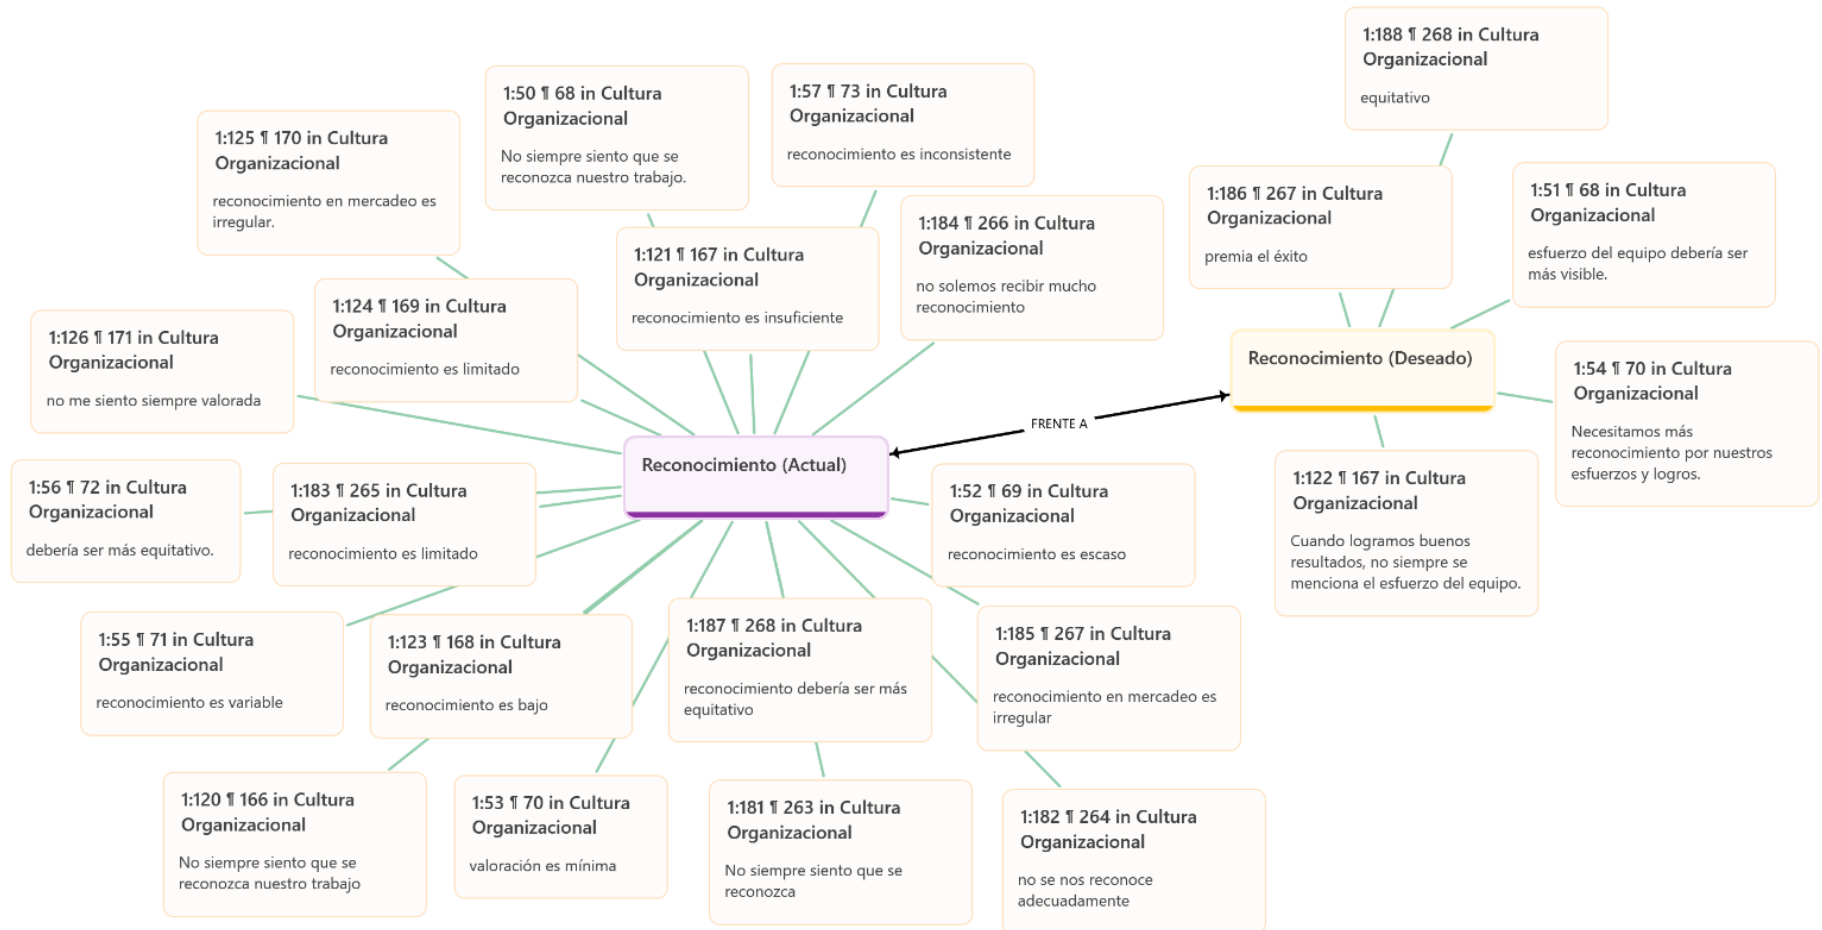 1:188 ¶ 268 in Cultura
Organizacional
equitativo
1:50 ¶ 68 in Cultura
Organizacional
No siempre siento que se
reconozca nuestro trabajo.
1:57 ¶ 73 in Cultura
Organizacional
reconocimiento es inconsistente
1:125 ¶ 170 in Cultura
Organizacional
reconocimiento en mercadeo es
irregular.
1:186 ¶ 267 in Cultura
Organizacional
premia el éxito
1:51 ¶ 68 in Cultura
Organizacional
esfuerzo del equipo debería ser
más visible.
1:184 ¶ 266 in Cultura
Organizacional
no solemos recibir mucho
reconocimiento
1:121 ¶ 167 in Cultura
Organizacional
reconocimiento es insuficiente
1:124 ¶ 169 in Cultura
Organizacional
reconocimiento es limitado
1:126 ¶ 171 in Cultura
Organizacional
no me siento siempre valorada
Reconocimiento (Deseado)
1:54 ¶ 70 in Cultura
Organizacional
Necesitamos más
reconocimiento por nuestros
esfuerzos y logros.
FRENTE A
Reconocimiento (Actual)
1:122 ¶ 167 in Cultura
Organizacional
Cuando logramos buenos
resultados, no siempre se
menciona el esfuerzo del equipo.
1:56 ¶ 72 in Cultura
Organizacional
debería ser más equitativo.
1:183 ¶ 265 in Cultura
Organizacional
reconocimiento es limitado
1:52 ¶ 69 in Cultura
Organizacional
reconocimiento es escaso
1:55 ¶ 71 in Cultura
Organizacional
reconocimiento es variable
1:123 ¶ 168 in Cultura
Organizacional
reconocimiento es bajo
1:187 ¶ 268 in Cultura
Organizacional
reconocimiento debería ser más
equitativo
1:185 ¶ 267 in Cultura
Organizacional
reconocimiento en mercadeo es
irregular
1:120 ¶ 166 in Cultura
Organizacional
No siempre siento que se
reconozca nuestro trabajo
1:53 ¶ 70 in Cultura
Organizacional
valoración es mínima
1:181 ¶ 263 in Cultura
Organizacional
No siempre siento que se
reconozca
1:182 ¶ 264 in Cultura
Organizacional
no se nos reconoce
adecuadamente